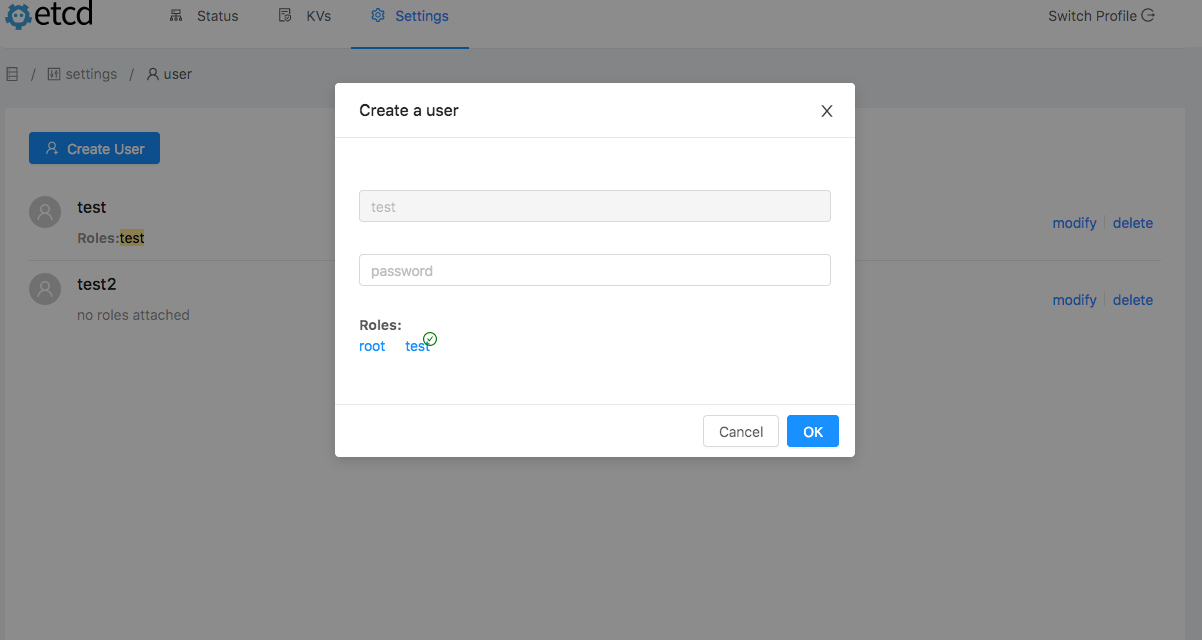 etcd Status KVs Settings Switch Profile
/ settings / user
Create a user
Create User
test
test
modify delete
Roles:test
password
test2
modify delete
no roles attached
Roles:
root test
Cancel OK